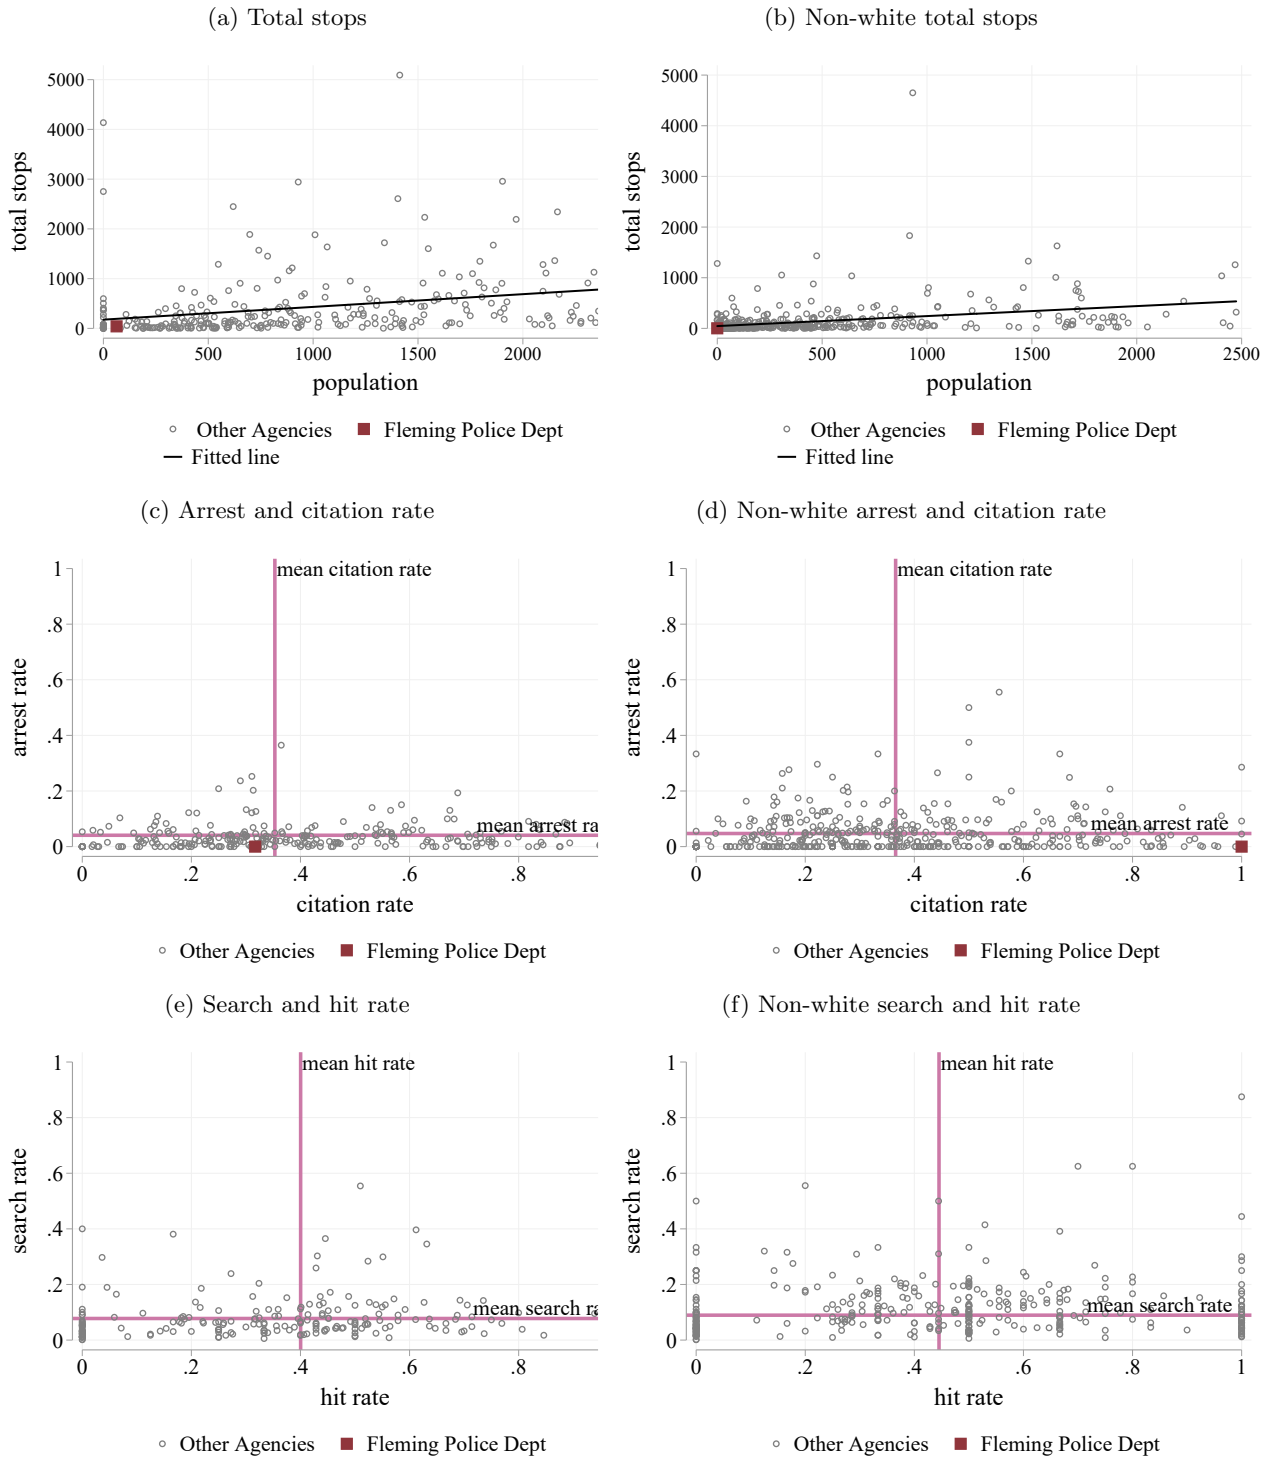 (a) Total stops
(b) Non-white total stops
total stops
5000
4000
3000
2000
1000
0
0 500 1000 1500 2000
population
Other Agencies Fleming Police Dept
Fitted line
total stops
5000
4000
3000
2000
1000
0
0 500 1000 1500 2000 2500
population
Other Agencies Fleming Police Dept
Fitted line
(c) Arrest and citation rate
(d) Non-white arrest and citation rate
arrest rate
1
.8
.6
.4
.2
0
mean citation rate
mean arrest ra
0 .2 .4 .6 .8
citation rate
Other Agencies Fleming Police Dept
arrest rate
1
.8
.6
.4
.2
0
mean citation rate
mean arrest rate
0 .2 .4 .6 .8 1
citation rate
Other Agencies Fleming Police Dept
(e) Search and hit rate
(f) Non-white search and hit rate
search rate
1
.8
.6
.4
.2
0
mean hit rate
mean search ra
0 .2 .4 .6 .8
hit rate
Other Agencies Fleming Police Dept
search rate
1
.8
.6
.4
.2
0
mean hit rate
mean search rate
0 .2 .4 .6 .8 1
hit rate
Other Agencies Fleming Police Dept